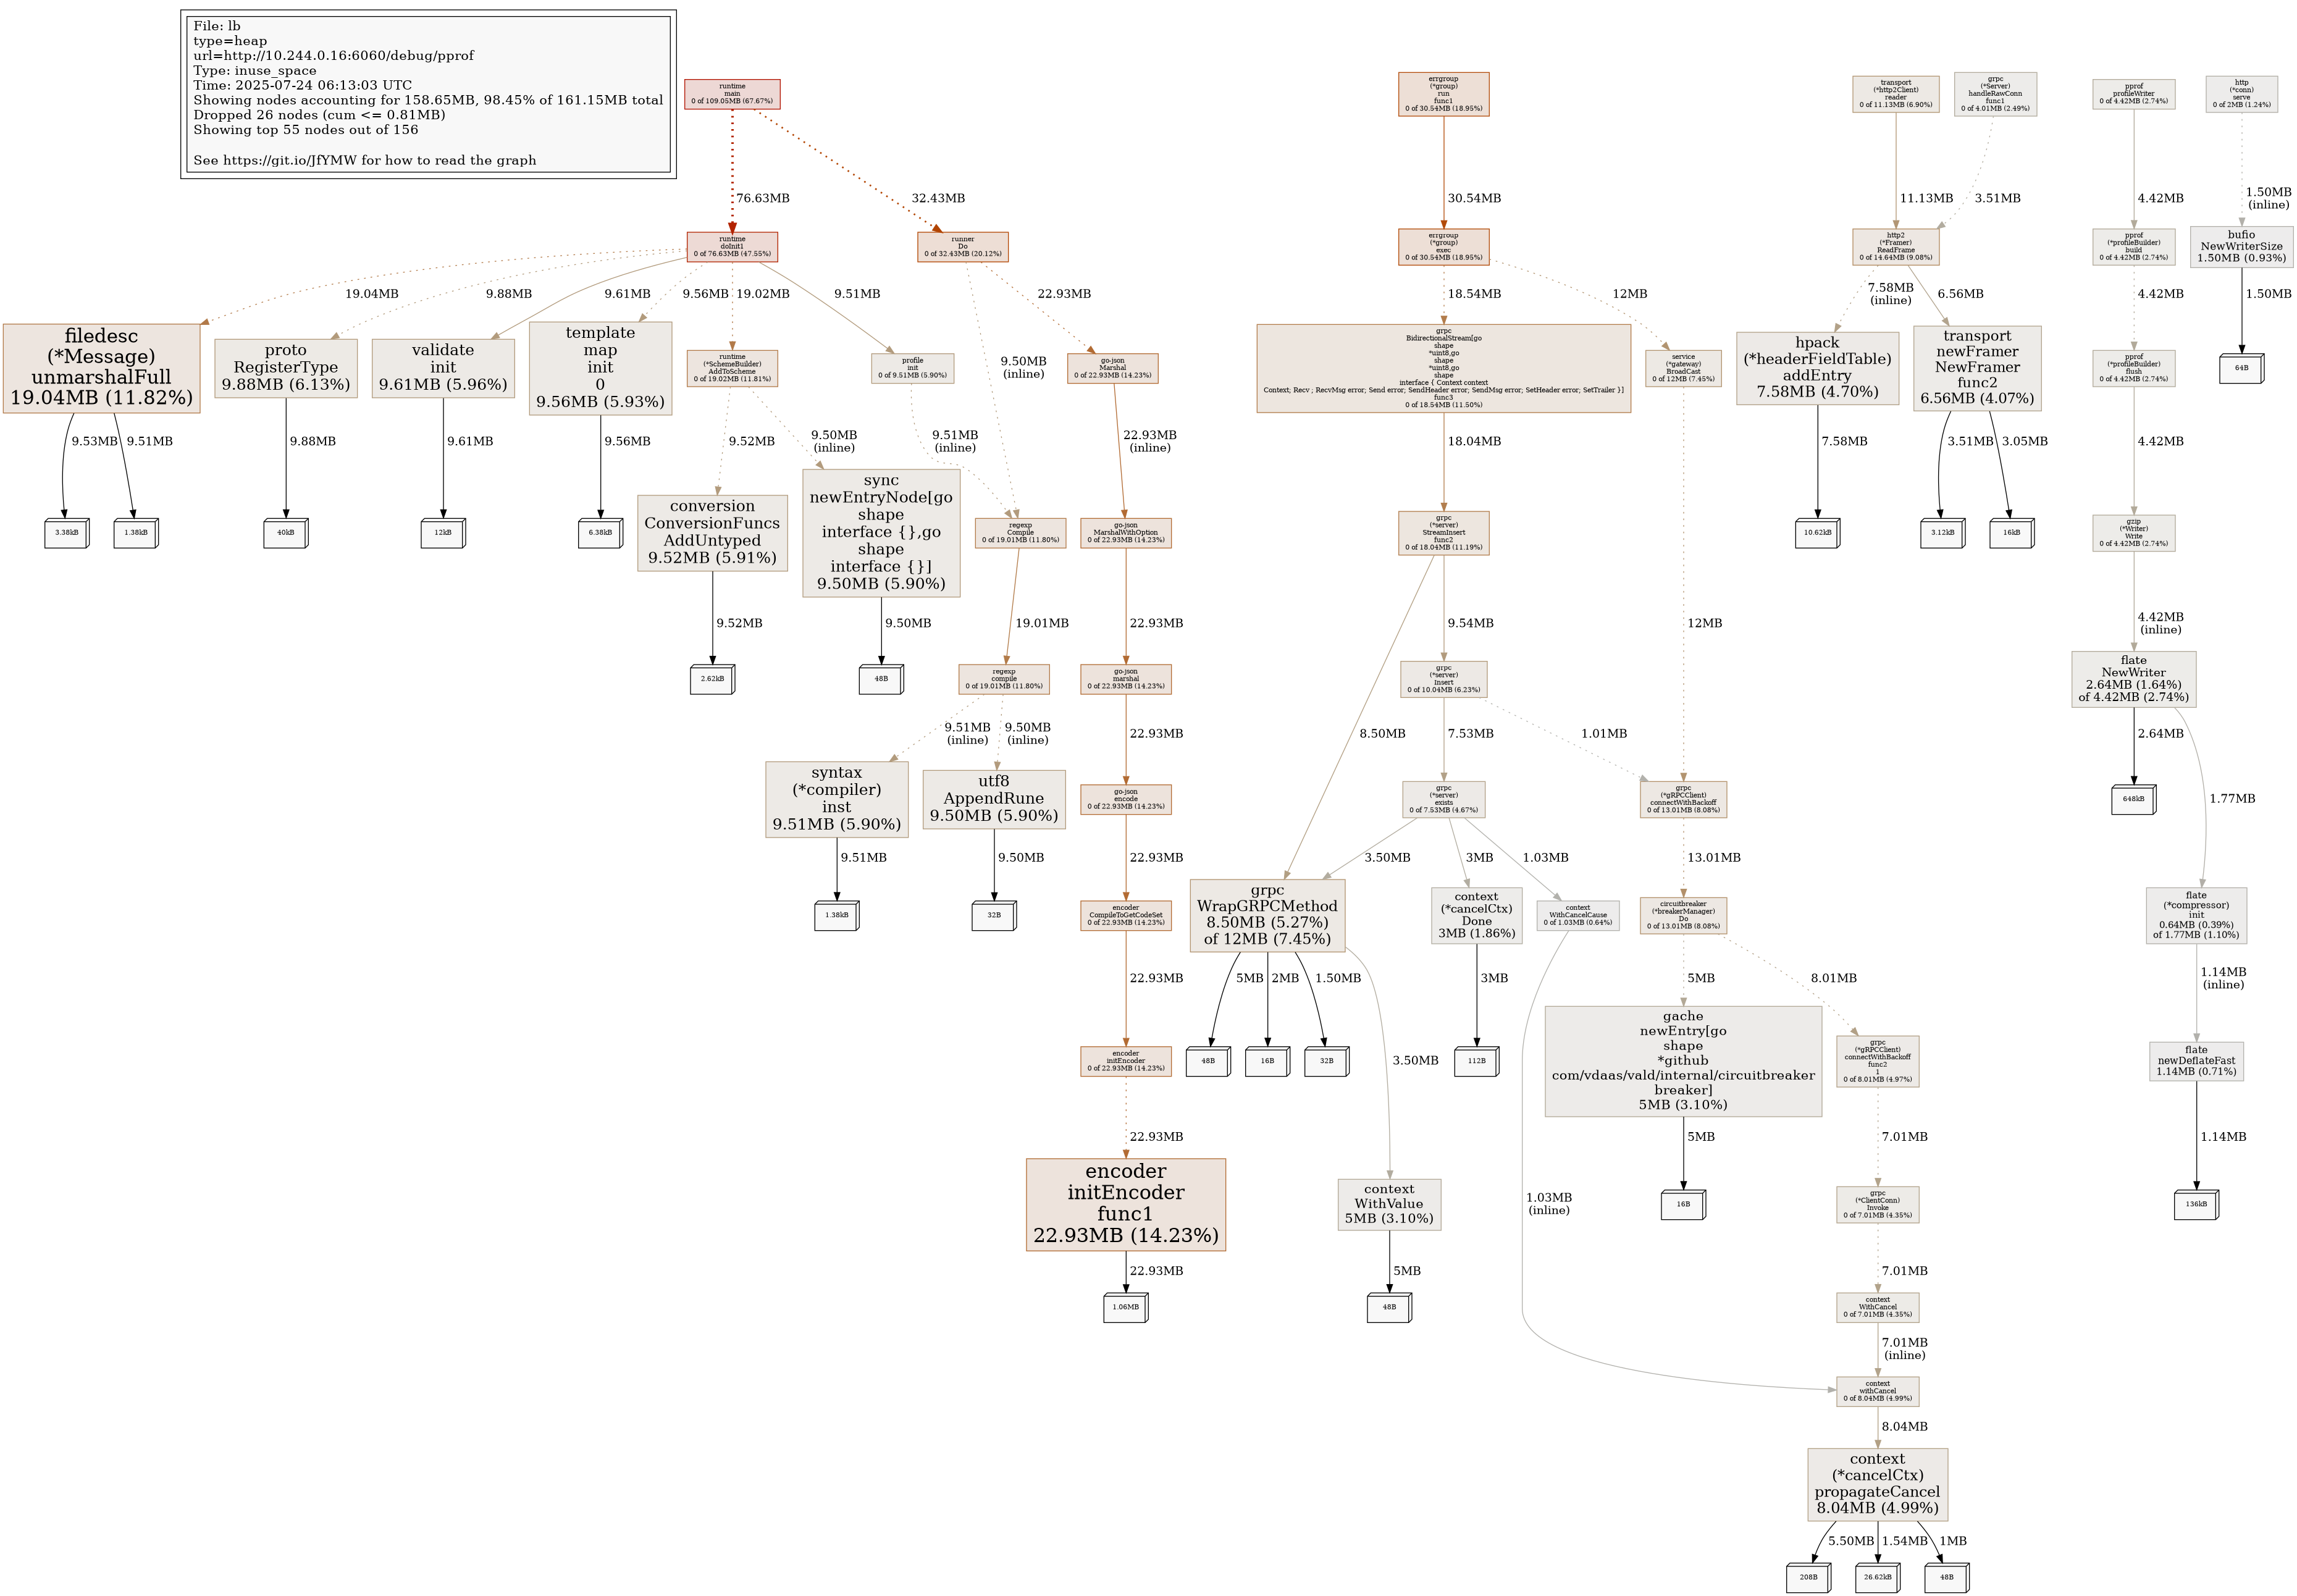 File: lb
type=heap
url=http://10.244.0.16:6060/debug/pprof
Type: inuse_space
Time: 2025-07-24 06:13:03 UTC
Showing nodes accounting for 158.65MB, 98.45% of 161.15MB total
Dropped 26 nodes (cum <= 0.81MB)
Showing top 55 nodes out of 156
See https://git.io/JfYMW for how to read the graph
runtime
main
0 of 109.05MB (67.67%)
errgroup
(*group)
run
func1
0 of 30.54MB (18.95%)
transport
(*http2Client)
reader
0 of 11.13MB (6.90%)
grpc
(*Server)
handleRawConn
func1
0 of 4.01MB (2.49%)
pprof
profileWriter
0 of 4.42MB (2.74%)
http
(*conn)
serve
0 of 2MB (1.24%)
76.63MB
32.43MB
30.54MB
11.13MB
3.51MB
4.42MB
1.50MB
(inline)
runtime
doInit1
0 of 76.63MB (47.55%)
runner
Do
0 of 32.43MB (20.12%)
errgroup
(*group)
exec
0 of 30.54MB (18.95%)
http2
(*Framer)
ReadFrame
0 of 14.64MB (9.08%)
pprof
(*profileBuilder)
build
0 of 4.42MB (2.74%)
bufio
NewWriterSize
1.50MB (0.93%)
19.04MB
9.88MB
9.61MB
9.56MB
19.02MB
9.51MB
9.50MB
(inline)
22.93MB
18.54MB
12MB
7.58MB
(inline)
6.56MB
4.42MB
1.50MB
filedesc
(*Message)
unmarshalFull
19.04MB (11.82%)
proto
RegisterType
9.88MB (6.13%)
validate
init
9.61MB (5.96%)
template
map
init
0
9.56MB (5.93%)
runtime
(*SchemeBuilder)
AddToScheme
0 of 19.02MB (11.81%)
profile
init
0 of 9.51MB (5.90%)
go-json
Marshal
0 of 22.93MB (14.23%)
grpc
BidirectionalStream[go
shape
*uint8,go
shape
*uint8,go
shape
interface { Context context
Context; Recv ; RecvMsg error; Send error; SendHeader error; SendMsg error; SetHeader error; SetTrailer }]
func3
0 of 18.54MB (11.50%)
service
(*gateway)
BroadCast
0 of 12MB (7.45%)
hpack
(*headerFieldTable)
addEntry
7.58MB (4.70%)
transport
newFramer
NewFramer
func2
6.56MB (4.07%)
pprof
(*profileBuilder)
flush
0 of 4.42MB (2.74%)
64B
9.53MB
9.51MB
9.88MB
9.61MB
9.56MB
9.52MB
9.50MB
(inline)
9.51MB
(inline)
22.93MB
(inline)
18.04MB
7.58MB
3.51MB
3.05MB
4.42MB
3.38kB
1.38kB
40kB
12kB
6.38kB
conversion
ConversionFuncs
AddUntyped
9.52MB (5.91%)
sync
newEntryNode[go
shape
interface {},go
shape
interface {}]
9.50MB (5.90%)
regexp
Compile
0 of 19.01MB (11.80%)
go-json
MarshalWithOption
0 of 22.93MB (14.23%)
grpc
(*server)
StreamInsert
func2
0 of 18.04MB (11.19%)
10.62kB
3.12kB
16kB
gzip
(*Writer)
Write
0 of 4.42MB (2.74%)
9.52MB
9.50MB
19.01MB
22.93MB
9.54MB
12MB
4.42MB
(inline)
2.62kB
48B
regexp
compile
0 of 19.01MB (11.80%)
go-json
marshal
0 of 22.93MB (14.23%)
grpc
(*server)
Insert
0 of 10.04MB (6.23%)
flate
NewWriter
2.64MB (1.64%)
of 4.42MB (2.74%)
9.51MB
(inline)
9.50MB
(inline)
22.93MB
8.50MB
7.53MB
1.01MB
2.64MB
1.77MB
syntax
(*compiler)
inst
9.51MB (5.90%)
utf8
AppendRune
9.50MB (5.90%)
go-json
encode
0 of 22.93MB (14.23%)
grpc
(*server)
exists
0 of 7.53MB (4.67%)
grpc
(*gRPCClient)
connectWithBackoff
0 of 13.01MB (8.08%)
648kB
9.51MB
9.50MB
22.93MB
3.50MB
3MB
1.03MB
13.01MB
1.38kB
32B
encoder
CompileToGetCodeSet
0 of 22.93MB (14.23%)
grpc
WrapGRPCMethod
8.50MB (5.27%)
of 12MB (7.45%)
context
(*cancelCtx)
Done
3MB (1.86%)
context
WithCancelCause
0 of 1.03MB (0.64%)
circuitbreaker
(*breakerManager)
Do
0 of 13.01MB (8.08%)
flate
(*compressor)
init
0.64MB (0.39%)
of 1.77MB (1.10%)
22.93MB
5MB
2MB
1.50MB
3MB
5MB
8.01MB
1.14MB
(inline)
encoder
initEncoder
0 of 22.93MB (14.23%)
48B
16B
32B
3.50MB
112B
gache
newEntry[go
shape
*github
com/vdaas/vald/internal/circuitbreaker
breaker]
5MB (3.10%)
grpc
(*gRPCClient)
connectWithBackoff
func2
1
0 of 8.01MB (4.97%)
flate
newDeflateFast
1.14MB (0.71%)
22.93MB
5MB
7.01MB
1.14MB
encoder
initEncoder
func1
22.93MB (14.23%)
context
WithValue
5MB (3.10%)
1.03MB
(inline)
16B
grpc
(*ClientConn)
Invoke
0 of 7.01MB (4.35%)
136kB
22.93MB
5MB
7.01MB
1.06MB
48B
context
WithCancel
0 of 7.01MB (4.35%)
7.01MB
(inline)
context
withCancel
0 of 8.04MB (4.99%)
8.04MB
context
(*cancelCtx)
propagateCancel
8.04MB (4.99%)
5.50MB
1.54MB
1MB
208B
26.62kB
48B